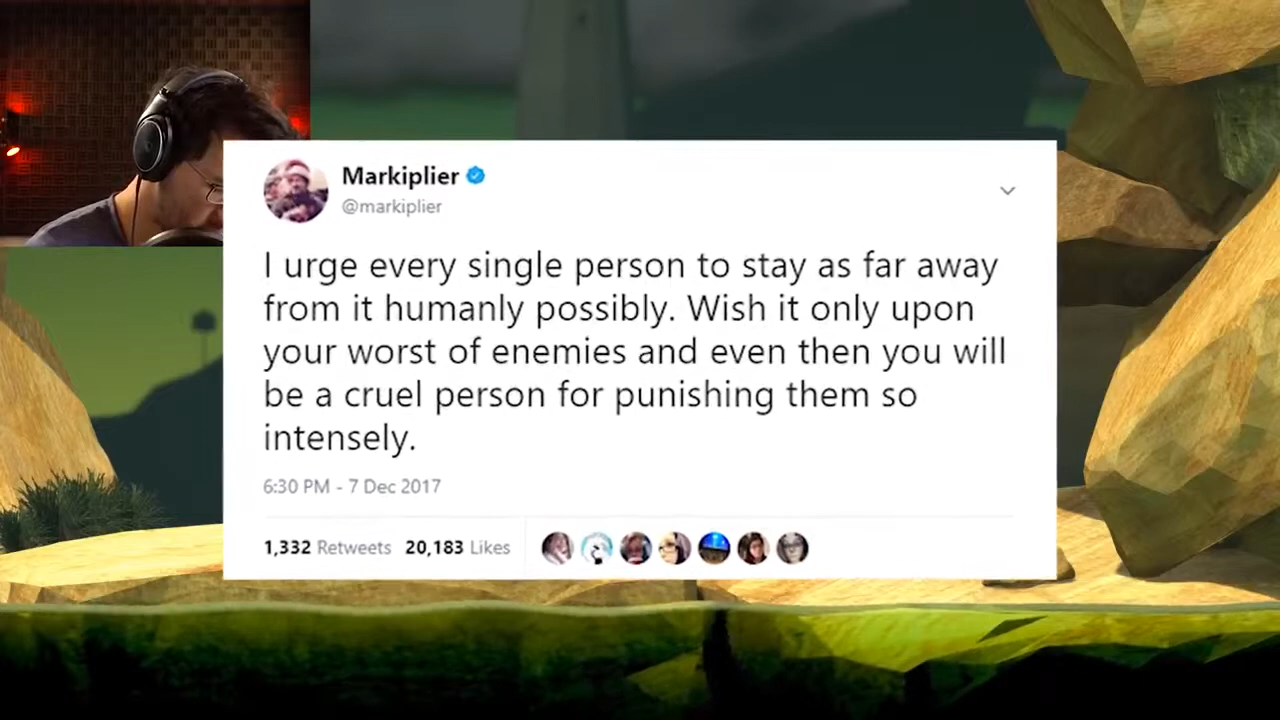 Markiplier
@markiplier
I urge every single person to stay as far away
from it humanly possibly. Wish it only upon
your worst of enemies and even then you will
be a cruel person for punishing them so
intensely.
6:30 PM - 7 Dec 2017
1,332 Retweets 20,183 Likes